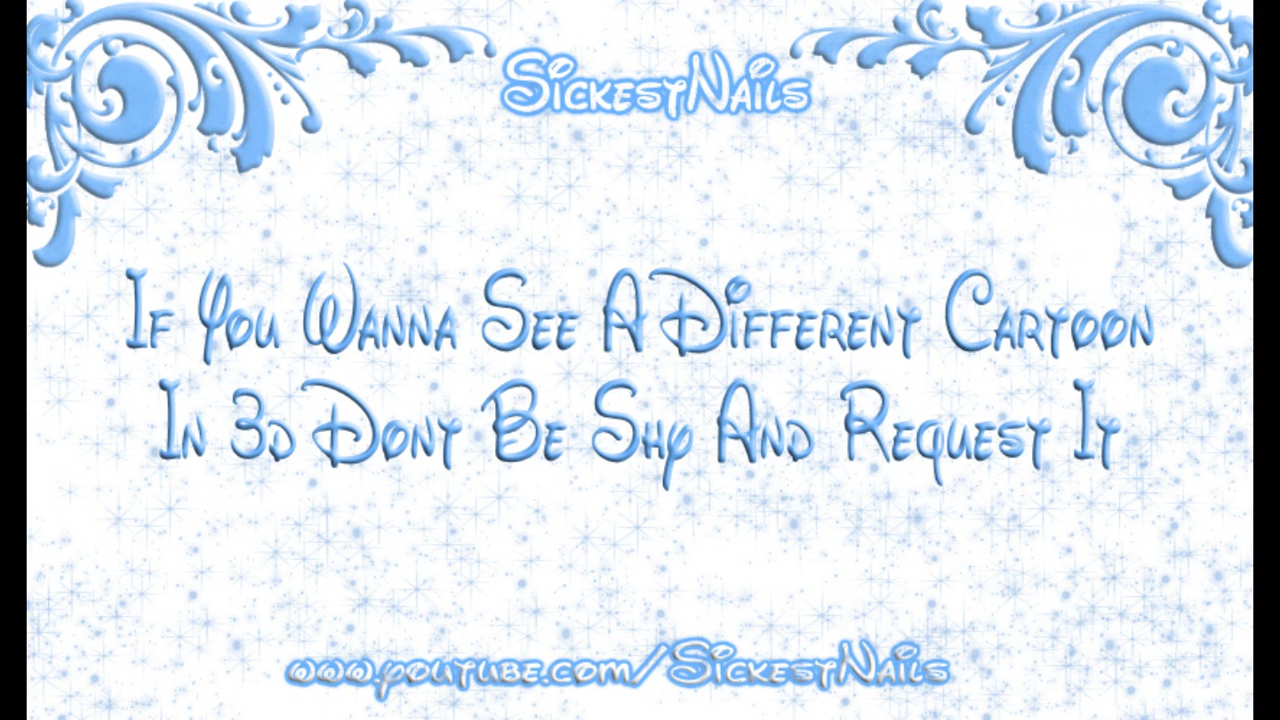 SickestNails
If You Wanna See A Different Cartoon
In 3d Dont Be Shy And Request It
www.youtube.com/SickestNails